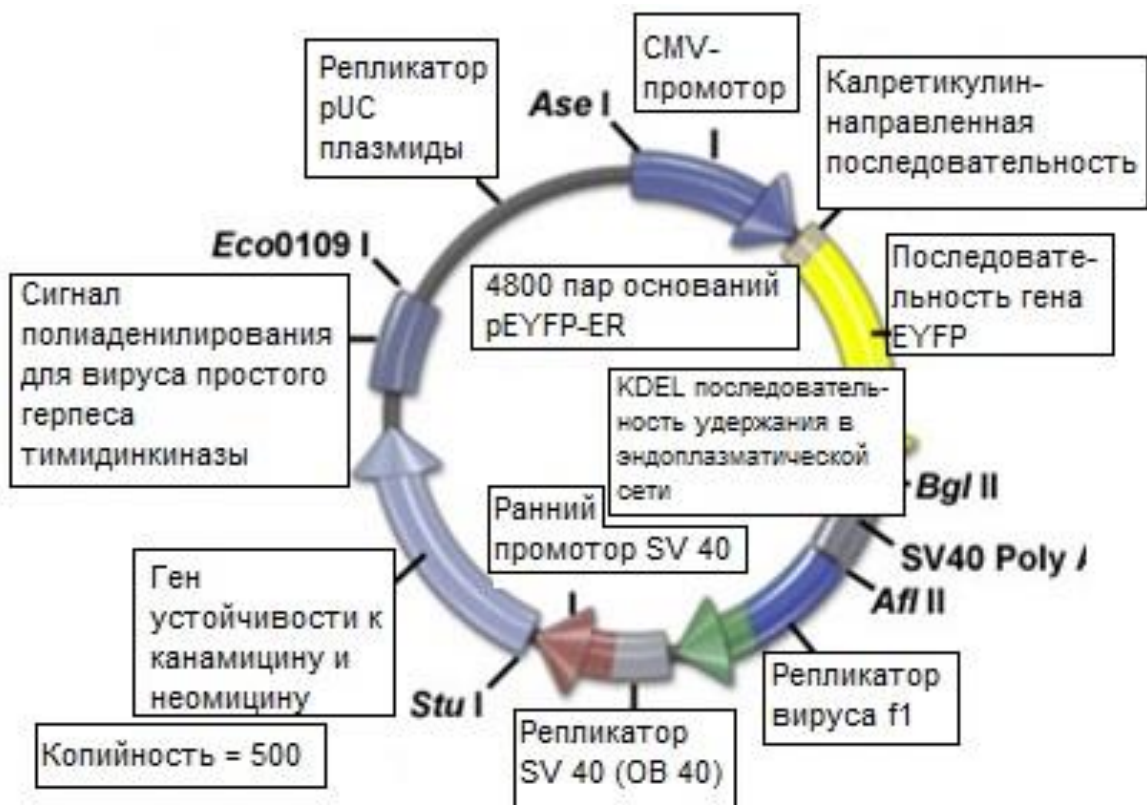 Репликатор
pUC
плазмиды
CMV-
промотор
Калретикулин-
направленная
последовательность
Ase I
Eco0109 I
4800 пар оснований
pEYFP-ER
Последовате-
льность гена
EYFP
Сигнал
полиаденилирования
для вируса простого
герпеса
тимидинкиназы
KDEL последователь-
ность удержания в
эндоплазматической
сети
Bgl II
Ранний
промотор SV 40
SV40 Poly A
Afl II
Ген
устойчивости к
канамицину и
неомицину
Stu I
Репликатор
вируса f1
Копийность = 500
Репликатор
SV 40 (ОВ 40)